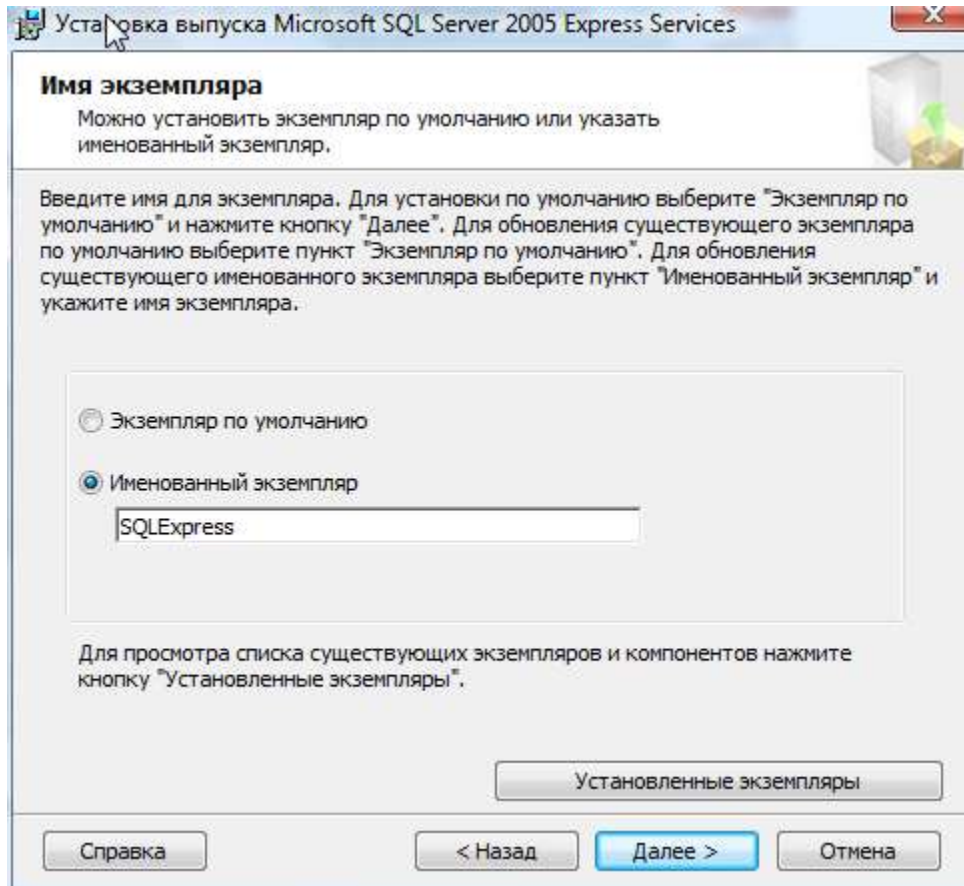 Установка выпуска Microsoft SQL Server 2005 Express Services
Имя экземпляра
Можно установить экземпляр по умолчанию или указать
именованный экземпляр.
Введите имя для экземпляра. Для установки по умолчанию выберите "Экземпляр по
умолчанию" и нажмите кнопку "Далее". Для обновления существующего экземпляра
по умолчанию выберите пункт "Экземпляр по умолчанию". Для обновления
существующего именованного экземпляра выберите пункт "Именованный экземпляр" и
укажите имя экземпляра.
Экземпляр по умолчанию
Именованный экземпляр
SQLExpress
Для просмотра списка существующих экземпляров и компонентов нажмите
кнопку "Установленные экземпляры".
Установленные экземпляры
Справка < Назад Далее > Отмена